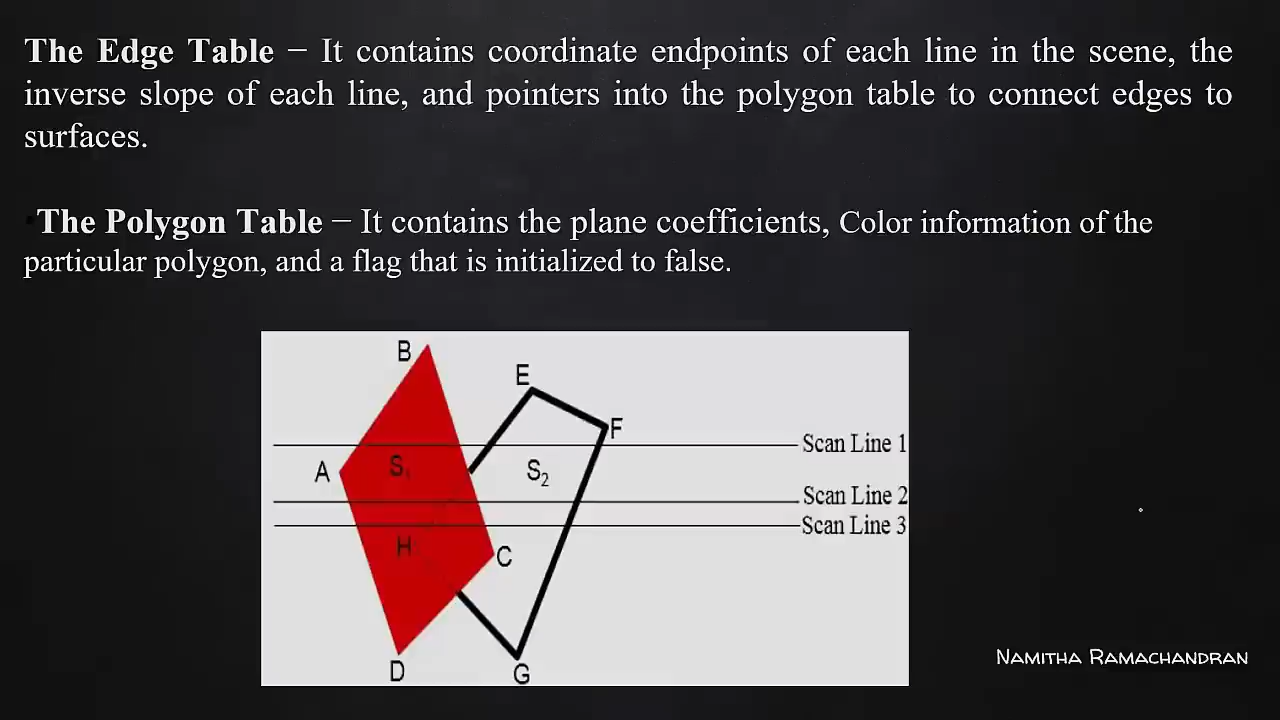 The Edge Table − It contains coordinate endpoints of each line in the scene, the
inverse slope of each line, and pointers into the polygon table to connect edges to
surfaces.
The Polygon Table − It contains the plane coefficients, Color information of the
particular polygon, and a flag that is initialized to false.
B
E
F
Scan Line 1
A
S₁
S₂
Scan Line 2
Scan Line 3
H
C
D
G
Namitha Ramachandran